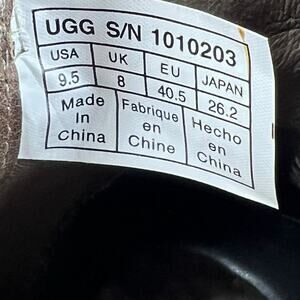 UGG S/N 1010203
USA UK EU JAPAN
9.5 8 40.5 26.2
Made Fabrique Hecho
in en en
China Chine China